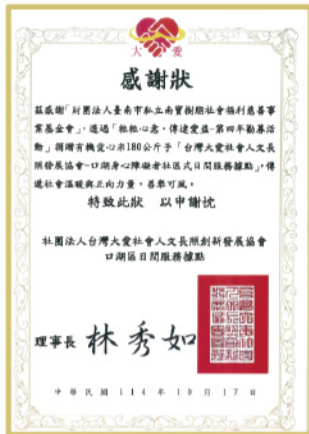 大愛
感謝狀
茲感謝「財團法人臺南市私立南寶樹脂社會福利慈善事
業基金會」，透過「粒粒心意，傳達愛益-第四年勸募活
動」捐贈有機愛心米180公斤予「台灣大愛社會人文長
照發展協會-口湖身心障礙者社區式日間服務據點」，傳
遞社會溫暖與正向力量，善舉可風。
特致此狀 以申謝忱
社團法人台灣大愛社會人文長照創新發展協會
口湖區日間服務據點
理事長 林秀如
中華民國 114 年 10 月 17 日